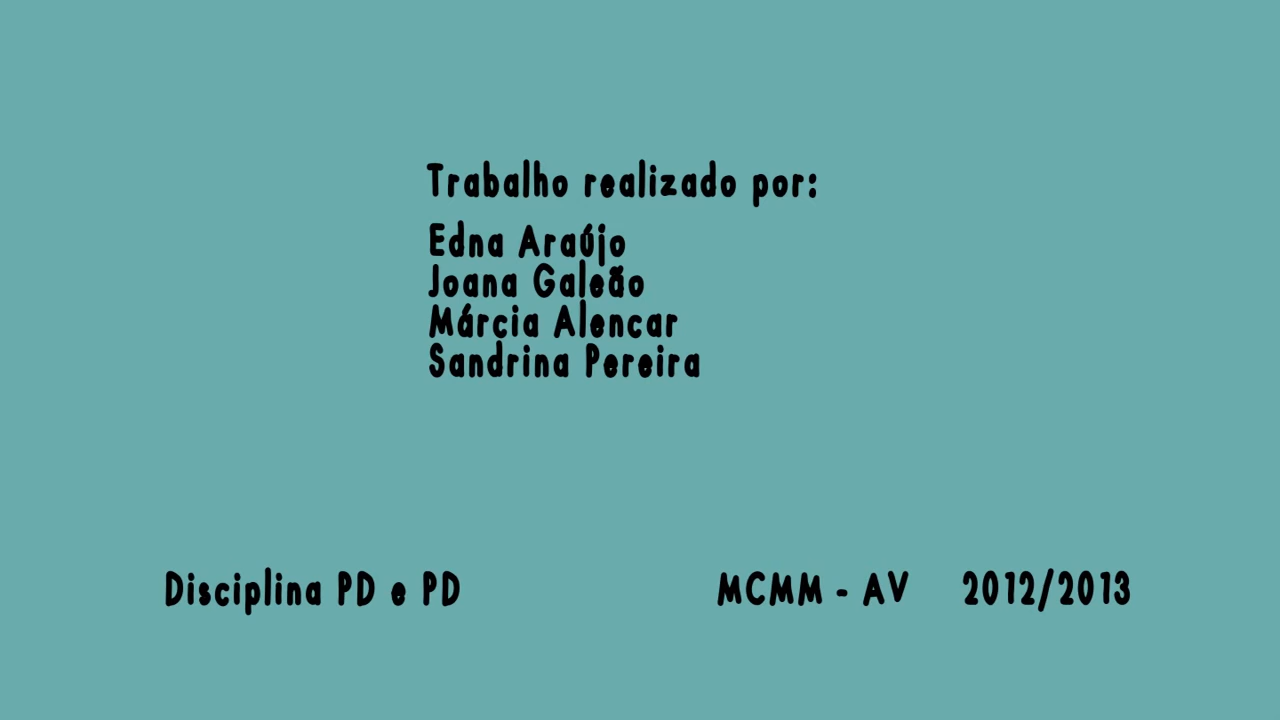 Trabalho realizado por:
Edna Araújo
Joana Galeão
Márcia Alencar
Sandrina Pereira
Disciplina PD e PD
MCMM - AV 2012/2013